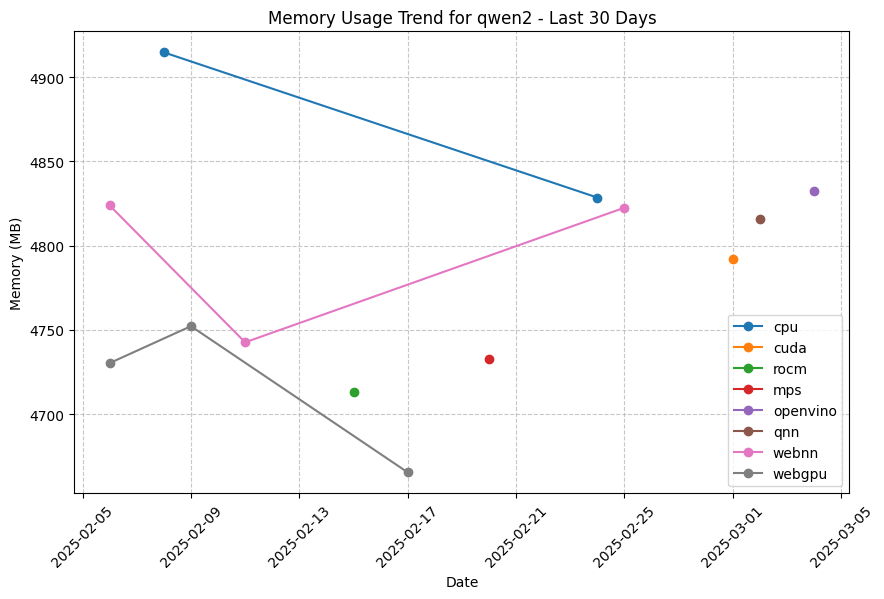 Memory Usage Trend for qwen2 - Last 30 Days
Memory (MB)
4900
4850
4800
4750
4700
cpu
cuda
rocm
mps
openvino
qnn
webnn
webgpu
2025-02-05
2025-02-09
2025-02-13
2025-02-17
2025-02-21
2025-02-25
2025-03-01
2025-03-05
Date